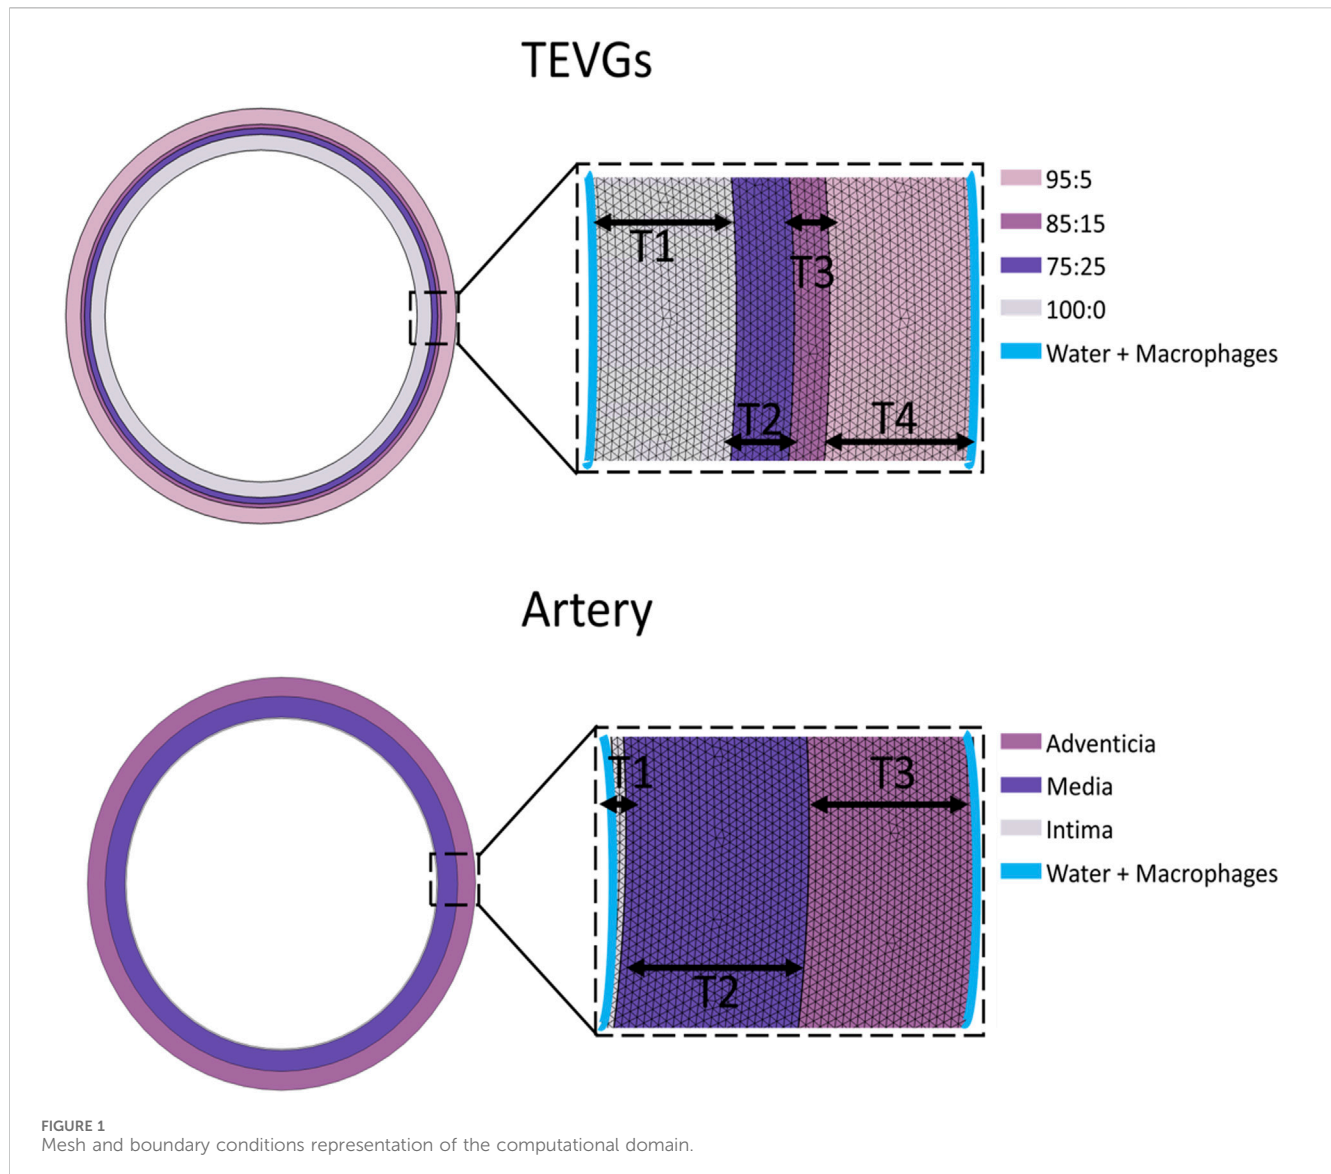 TEVGs
95:5
85:15
75:25
100:0
Water + Macrophages
T1
T3
T2
T4
Artery
Adventicia
Media
Intima
Water + Macrophages
T1
T3
T2
FIGURE 1
Mesh and boundary conditions representation of the computational domain.